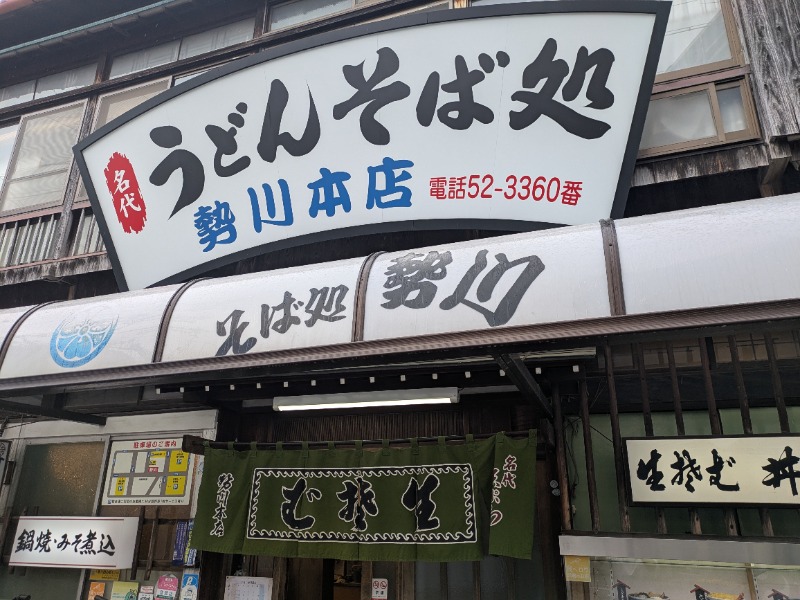 うどんそば処
名代
勢川本店 電話52-3360番
そば処 勢川
駐車場のご案内
勢川本店
生そむ
名代
生そむ 丼
鍋焼・みそ煮込